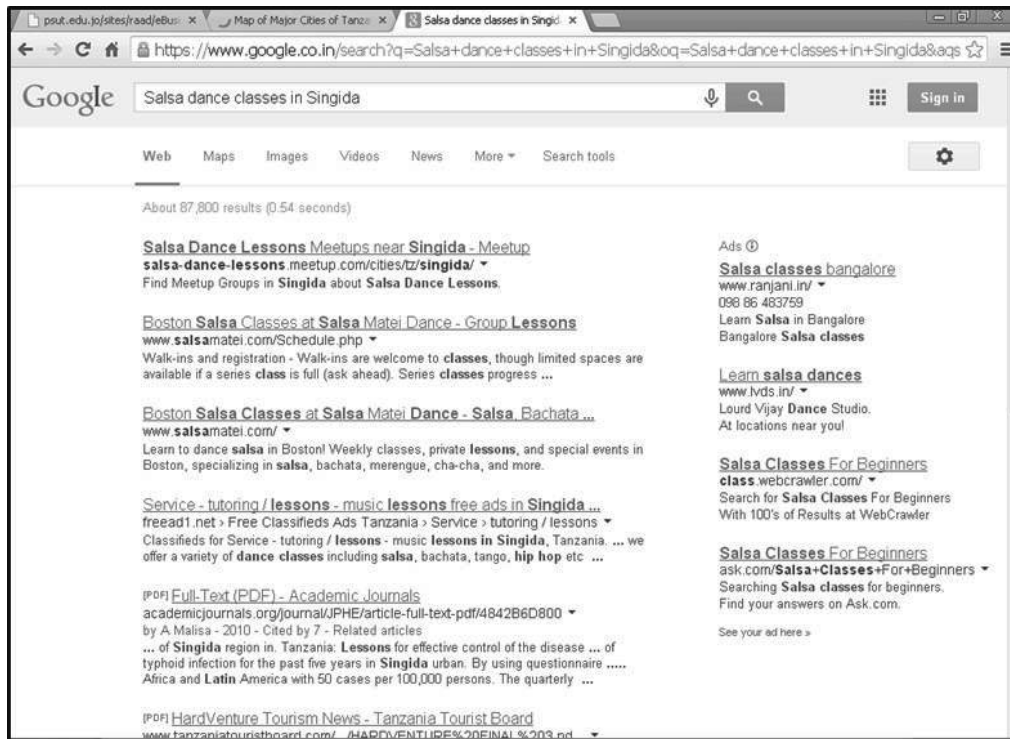 psut.edu.jo/sites/raad/eBusi
Map of Major Cities of Tanza
Salsa dance classes in Singid
https://www.google.co.in/search?q=Salsa+dance+classes+in+Singida&oq=Salsa+dance+classes+in+Singida&aqs
Google
Salsa dance classes in Singida
Sign in
Web Maps Images Videos News More Search tools
About 87,800 results (0.54 seconds)
Salsa Dance Lessons Meetups near Singida - Meetup
salsa-dance-lessons.meetup.com/cities/tz/singida/
Find Meetup Groups in Singida about Salsa Dance Lessons.
Boston Salsa Classes at Salsa Matei Dance - Group Lessons
www.salsamatei.com/Schedule.php
Walk-ins and registration - Walk-ins are welcome to classes, though limited spaces are
available if a series class is full (ask ahead). Series classes progress ...
Boston Salsa Classes at Salsa Matei Dance - Salsa, Bachata ...
www.salsamatei.com/
Learn to dance salsa in Boston! Weekly classes, private lessons, and special events in
Boston, specializing in salsa, bachata, merengue, cha-cha, and more.
Service - tutoring / lessons - music lessons free ads in Singida ...
freead1.net › Free Classifieds Ads Tanzania › Service › tutoring / lessons
Classifieds for Service - tutoring / lessons - music lessons in Singida, Tanzania. ... we
offer a variety of dance classes including salsa, bachata, tango, hip hop etc ...
[PDF] Full-Text (PDF) - Academic Journals
academicjournals.org/journal/JPHE/article-full-text-pdf/4842B6D800
by A Malisa - 2010 - Cited by 7 - Related articles
... of Singida region in. Tanzania: Lessons for effective control of the disease ... of
typhoid infection for the past five years in Singida urban. By using questionnaire .....
Africa and Latin America with 50 cases per 100,000 persons. The quarterly ...
[PDF] HardVenture Tourism News - Tanzania Tourist Board
www.tanzaniatouristboard.com/.../HARDVENTURE%20FINAL%203.pd...
Ads
Salsa classes bangalore
www.ranjani.in/
098 86 483759
Learn Salsa in Bangalore
Bangalore Salsa classes
Learn salsa dances
www.lvds.in/
Lourd Vijay Dance Studio.
At locations near you!
Salsa Classes For Beginners
class.webcrawler.com/
Search for Salsa Classes For Beginners
With 100's of Results at WebCrawler
Salsa Classes For Beginners
ask.com/Salsa+Classes+For+Beginners
Searching Salsa classes for beginners.
Find your answers on Ask.com.
See your ad here »